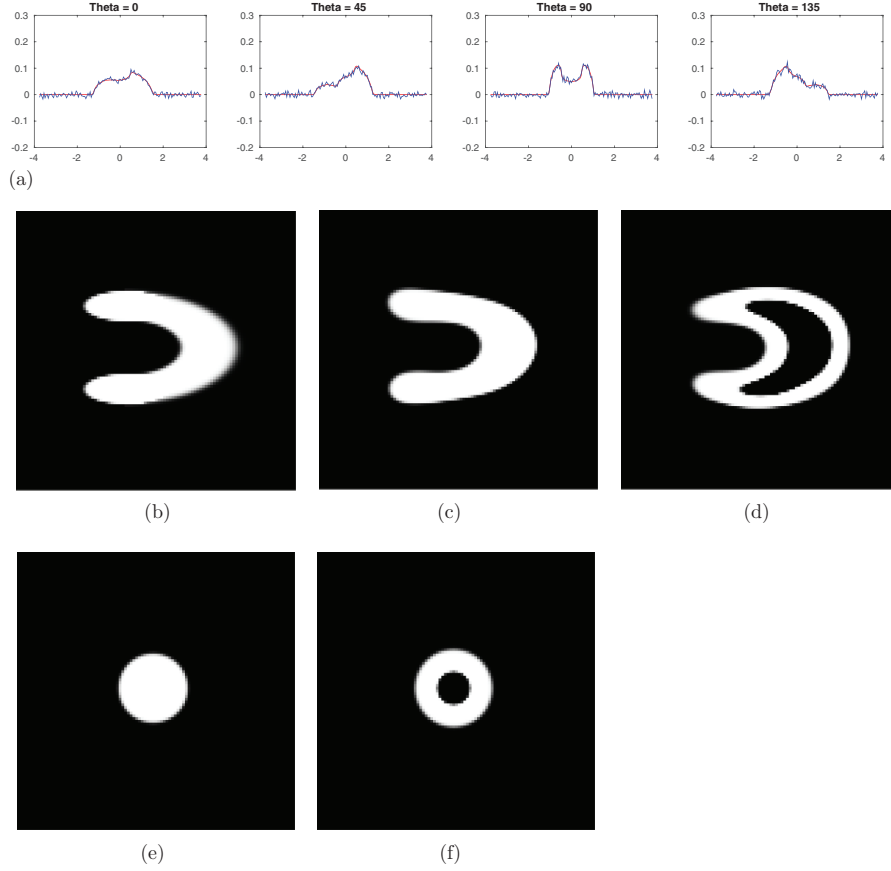 Theta = 0
Theta = 45
Theta = 90
Theta = 135
0.3 0.3 0.3 0.3
0.2 0.2 0.2 0.2
0.1 0.1 0.1 0.1
0 0 0 0
-0.1 -0.1 -0.1 -0.1
-0.2 -0.2 -0.2 -0.2
-4 -2 0 2 4 -4 -2 0 2 4 -4 -2 0 2 4 -4 -2 0 2 4
(a)
(b)
(c)
(d)
(e)
(f)